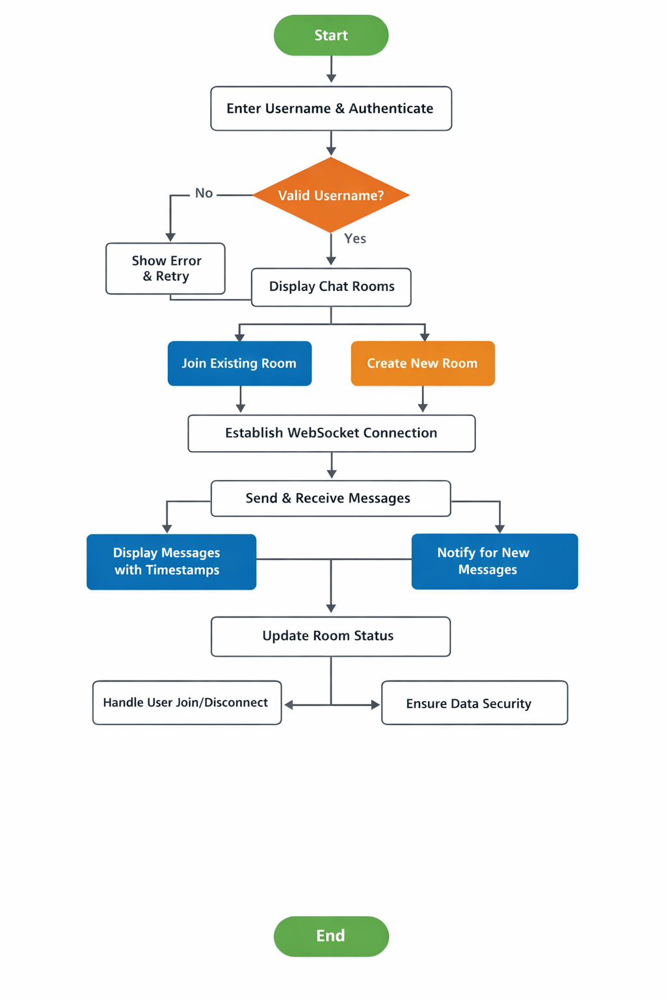 Start
Enter Username & Authenticate
Valid Username?
No
Yes
Show Error
& Retry
Display Chat Rooms
Join Existing Room
Create New Room
Establish WebSocket Connection
Send & Receive Messages
Display Messages
with Timestamps
Notify for New
Messages
Update Room Status
Handle User Join/Disconnect
Ensure Data Security
End